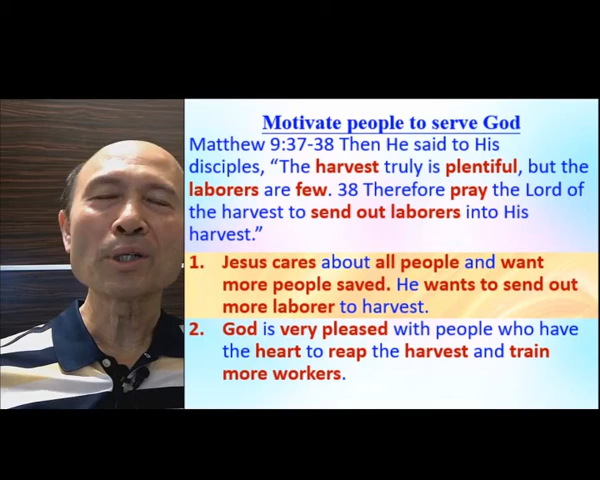 Motivate people to serve God
Matthew 9:37-38 Then He said to His
disciples, “The harvest truly is plentiful, but the
laborers are few. 38 Therefore pray the Lord of
the harvest to send out laborers into His
harvest.”
1. Jesus cares about all people and want
more people saved. He wants to send out
more laborer to harvest.
2. God is very pleased with people who have
the heart to reap the harvest and train
more workers.